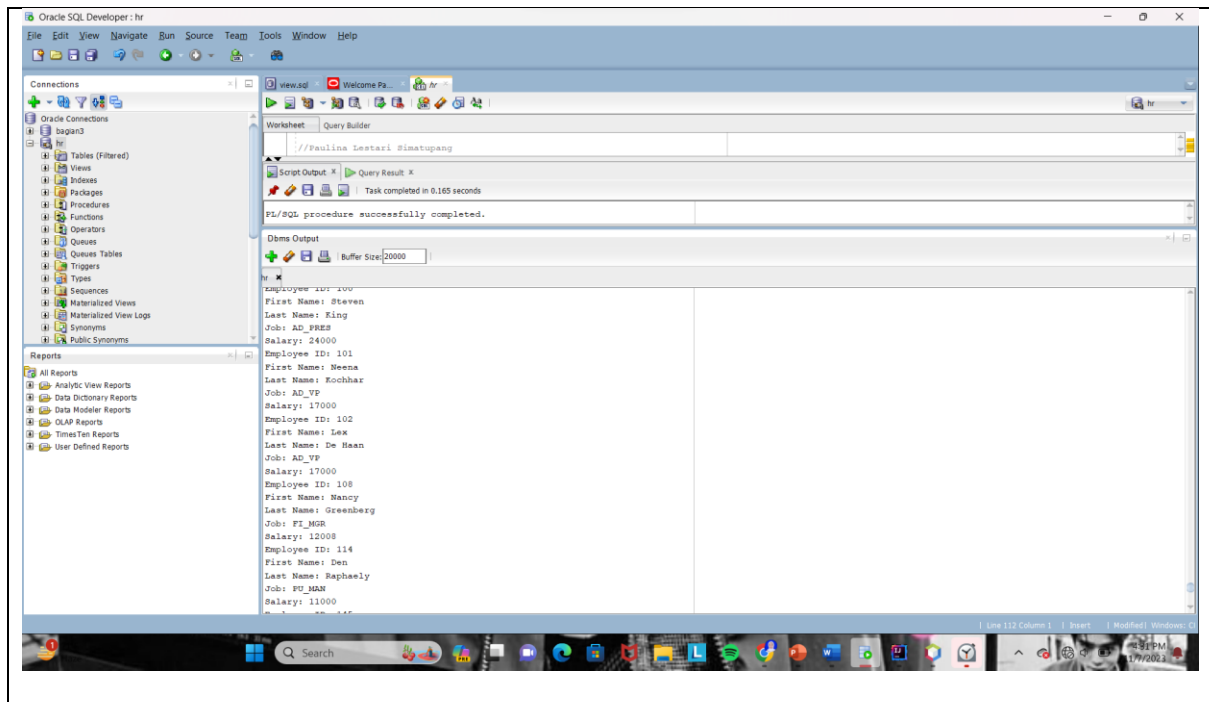 Oracle SQL Developer : hr
File Edit View Navigate Run Source Team Tools Window Help
Connections
Oracle Connections
bagian3
hr
Tables (Filtered)
Views
Indexes
Packages
Procedures
Functions
Operators
Queues
Queues Tables
Triggers
Types
Sequences
Materialized Views
Materialized View Logs
Synonyms
Public Synonyms
Reports
All Reports
Analytic View Reports
Data Dictionary Reports
Data Modeler Reports
OLAP Reports
TimesTen Reports
User Defined Reports
view.sql Welcome Pa... hr
hr
Worksheet Query Builder
//Paulina Lestari Simatupang
Script Output Query Result
Task completed in 0.165 seconds
PL/SQL procedure successfully completed.
Dbms Output
Buffer Size: 20000
hr
Employee ID: 100
First Name: Steven
Last Name: King
Job: AD_PRES
Salary: 24000
Employee ID: 101
First Name: Neena
Last Name: Kochhar
Job: AD_VP
Salary: 17000
Employee ID: 102
First Name: Lex
Last Name: De Haan
Job: AD_VP
Salary: 17000
Employee ID: 108
First Name: Nancy
Last Name: Greenberg
Job: FI_MGR
Salary: 12008
Employee ID: 114
First Name: Den
Last Name: Raphaely
Job: PU_MAN
Salary: 11000
Line 112 Column 1 Insert Modified Windows: C
Search
1/7/2023